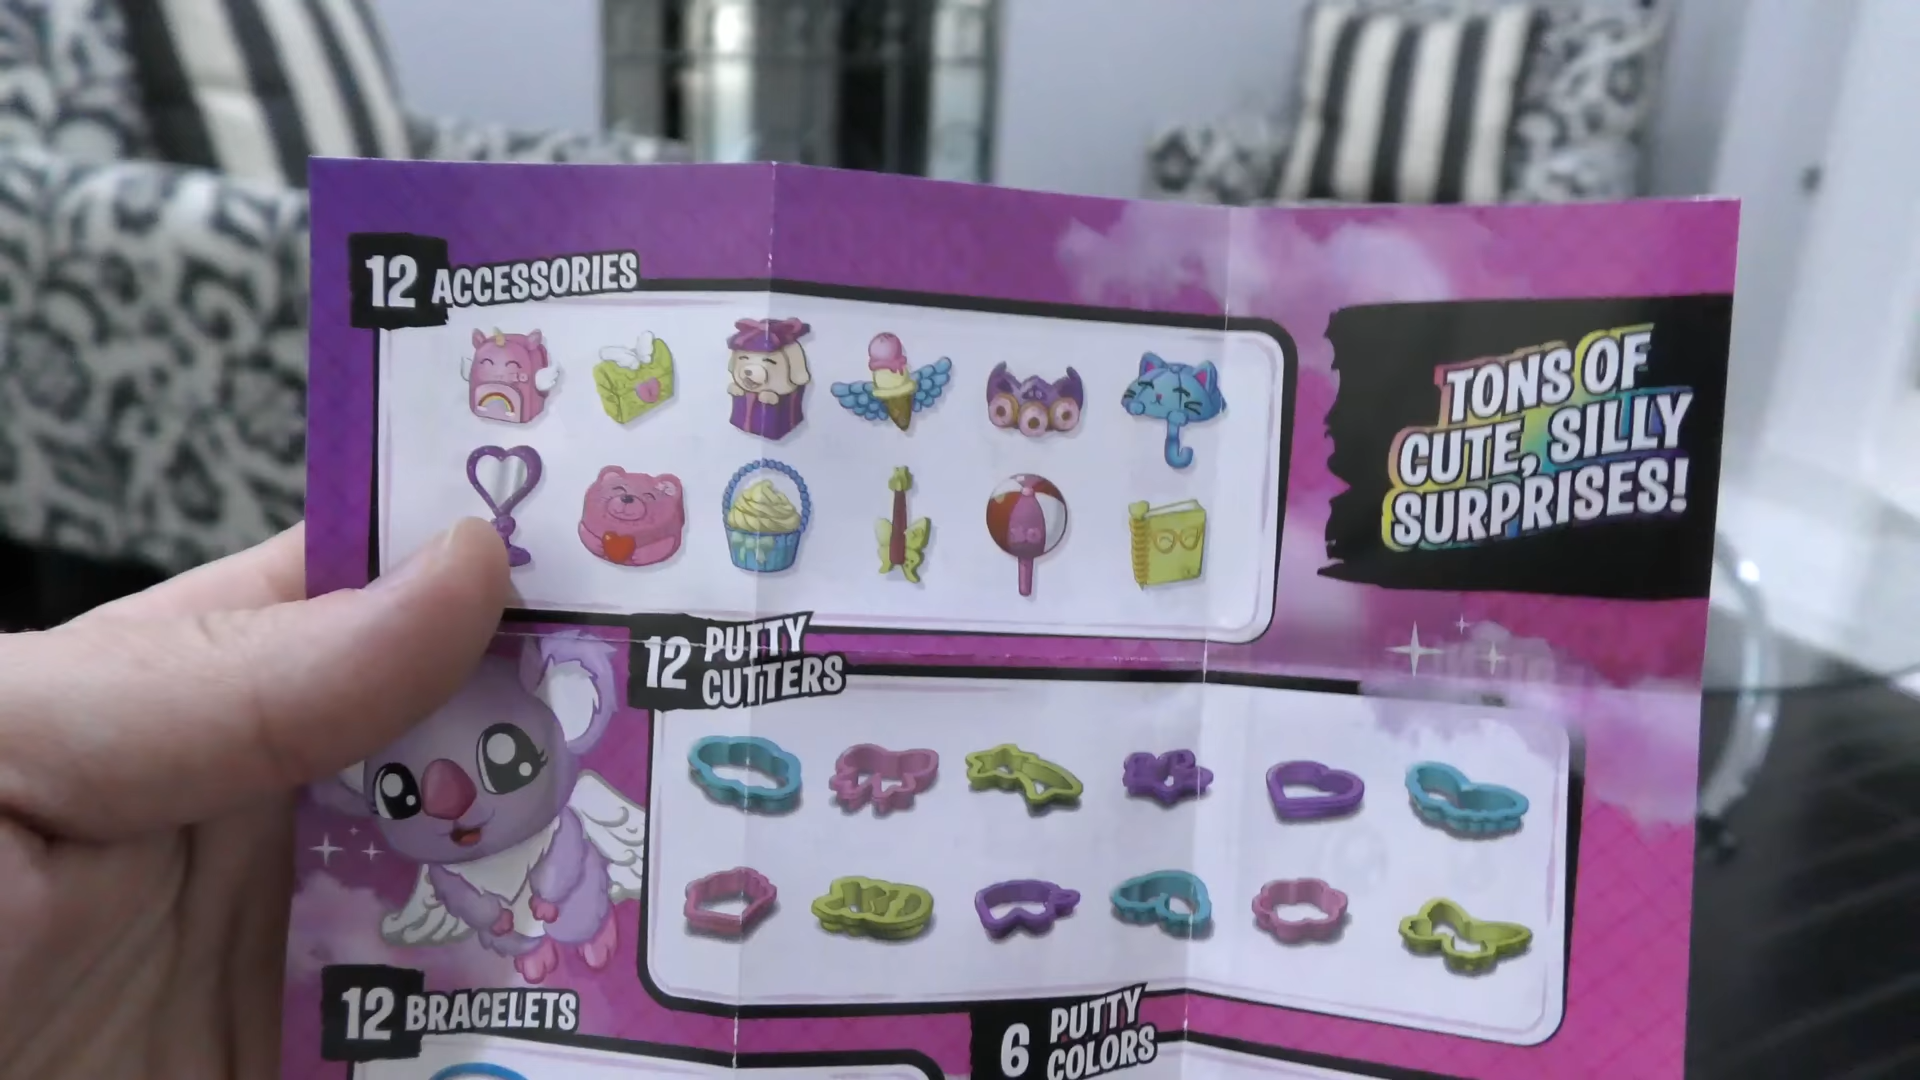 12 ACCESSORIES
TONS OF
CUTE, SILLY
SURPRISES!
12 PUTTY
CUTTERS
12 BRACELETS
6 PUTTY
COLORS